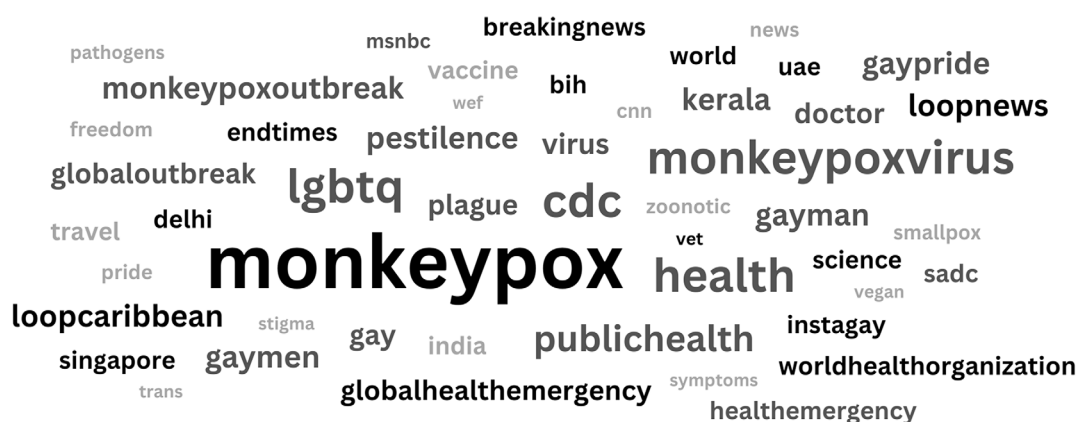 breakingnews
news
msnbc
pathogens
world
vaccine
uae
gaypride
monkeypoxoutbreak
bih
wef
kerala
cnn
doctor
loopnews
freedom
endtimes
pestilence
virus
monkeypoxvirus
globaloutbreak
lgbtq
plague
cdc
zoonotic
gayman
travel
delhi
vet
smallpox
monkeypox
pride
health
science
sadc
vegan
loopcaribbean
stigma
gay
india
publichealth
instagay
singapore
gaymen
worldhealthorganization
trans
globalhealthemergency
symptoms
healthemergency